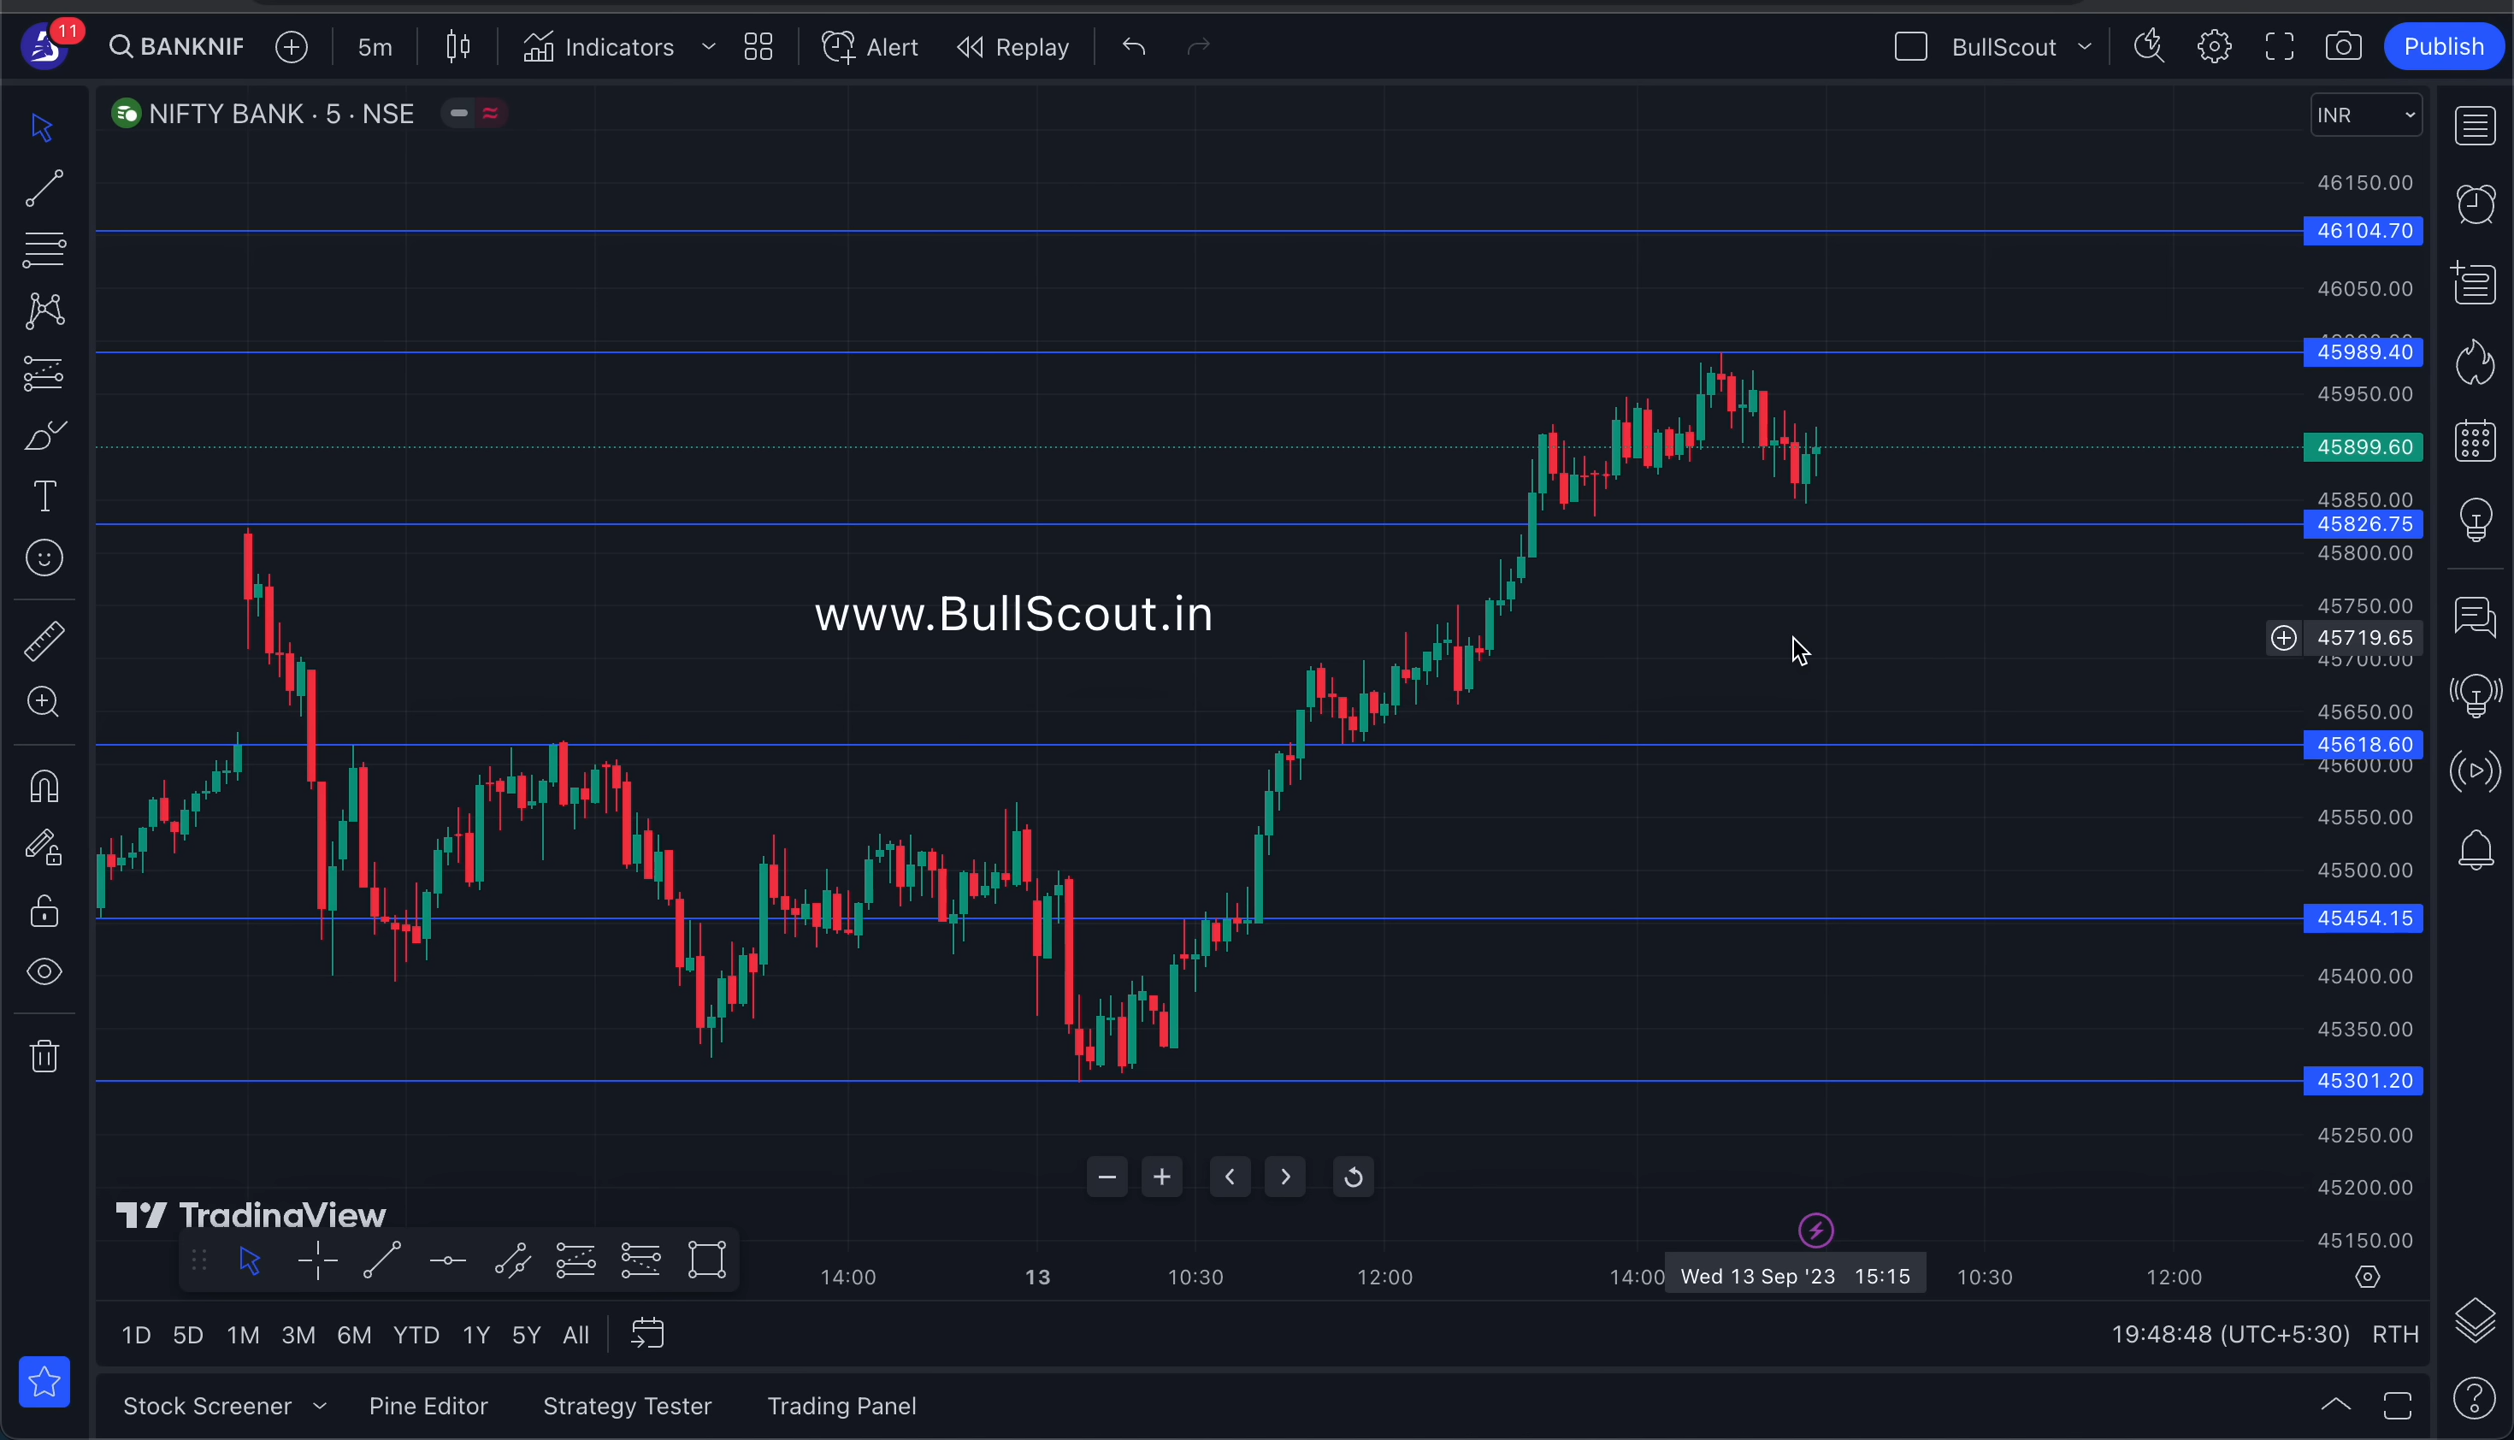 11
BANKNIF
5m
Indicators
Alert
Replay
BullScout
Publish
NIFTY BANK · 5 · NSE
INR
46150.00
46104.70
46050.00
45989.40
45950.00
45899.60
45850.00
45826.75
45800.00
www.BullScout.in
45750.00
45719.65
45700.00
45650.00
45618.60
45600.00
45550.00
45500.00
45454.15
45400.00
45350.00
45301.20
45250.00
45200.00
TradingView
45150.00
14:00
13
10:30
12:00
14:00
Wed 13 Sep '23 15:15
10:30
12:00
1D 5D 1M 3M 6M YTD 1Y 5Y All
19:48:48 (UTC+5:30) RTH
Stock Screener
Pine Editor
Strategy Tester
Trading Panel